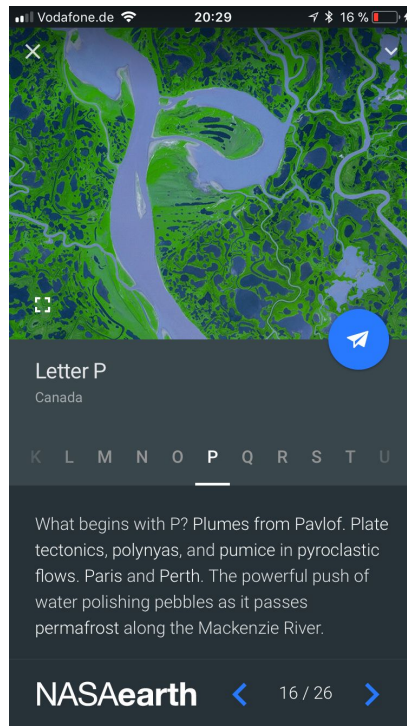 Vodafone.de 20:29 16 %
Letter P
Canada
K L M N O P Q R S T U
What begins with P? Plumes from Pavlof. Plate
tectonics, polynyas, and pumice in pyroclastic
flows. Paris and Perth. The powerful push of
water polishing pebbles as it passes
permafrost along the Mackenzie River.
NASAearth 16 / 26